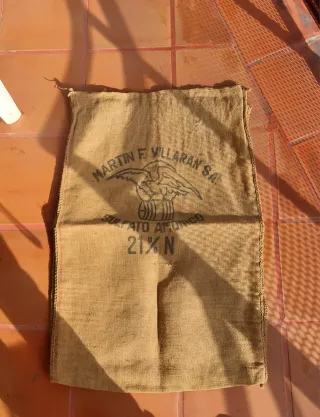 MARTIN F. VILLARAN S.A.
SULFATO AMONICO
21% N